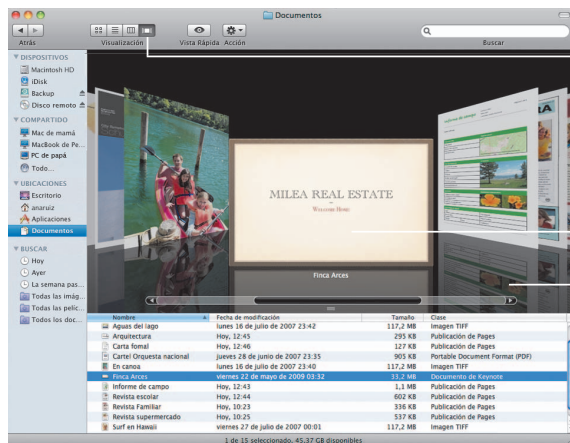 Documentos
Atrás
Visualización
Vista Rápida
Acción
Buscar
DISPOSITIVOS
Macintosh HD
iDisk
Backup
Disco remoto
COMPARTIDO
Mac de mamá
MacBook de Pe...
PC de papá
Todo...
UBICACIONES
Escritorio
anaruiz
Aplicaciones
Documentos
BUSCAR
Hoy
Ayer
La semana pas...
Todas las imág...
Todas las pelíc...
Todos los doc...
MILEA REAL ESTATE
Welcome Home
Informe de campo
Finca Arces
Nombre Fecha de modificación Tamaño Clase
Aguas del lago lunes 16 de julio de 2007 23:42 117,2 MB Imagen TIFF
Arquitectura Hoy, 12:45 295 KB Publicación de Pages
Carta fomal Hoy, 12:46 127 KB Publicación de Pages
Cartel Orquesta nacional jueves 28 de junio de 2007 23:35 905 KB Portable Document Format (PDF)
En canoa lunes 16 de julio de 2007 23:40 117,2 MB Imagen TIFF
Finca Arces viernes 22 de mayo de 2009 03:32 33,2 MB Documento de Keynote
Informe de campo Hoy, 12:43 1,1 MB Publicación de Pages
Revista escolar Hoy, 12:44 602 KB Publicación de Pages
Revista Familiar Hoy, 10:23 336 KB Publicación de Pages
Revista supermercado Hoy, 10:25 537 KB Publicación de Pages
Surf en Hawaii viernes 27 de julio de 2007 00:01 117,2 MB Imagen TIFF
1 de 15 seleccionado, 45,37 GB disponibles